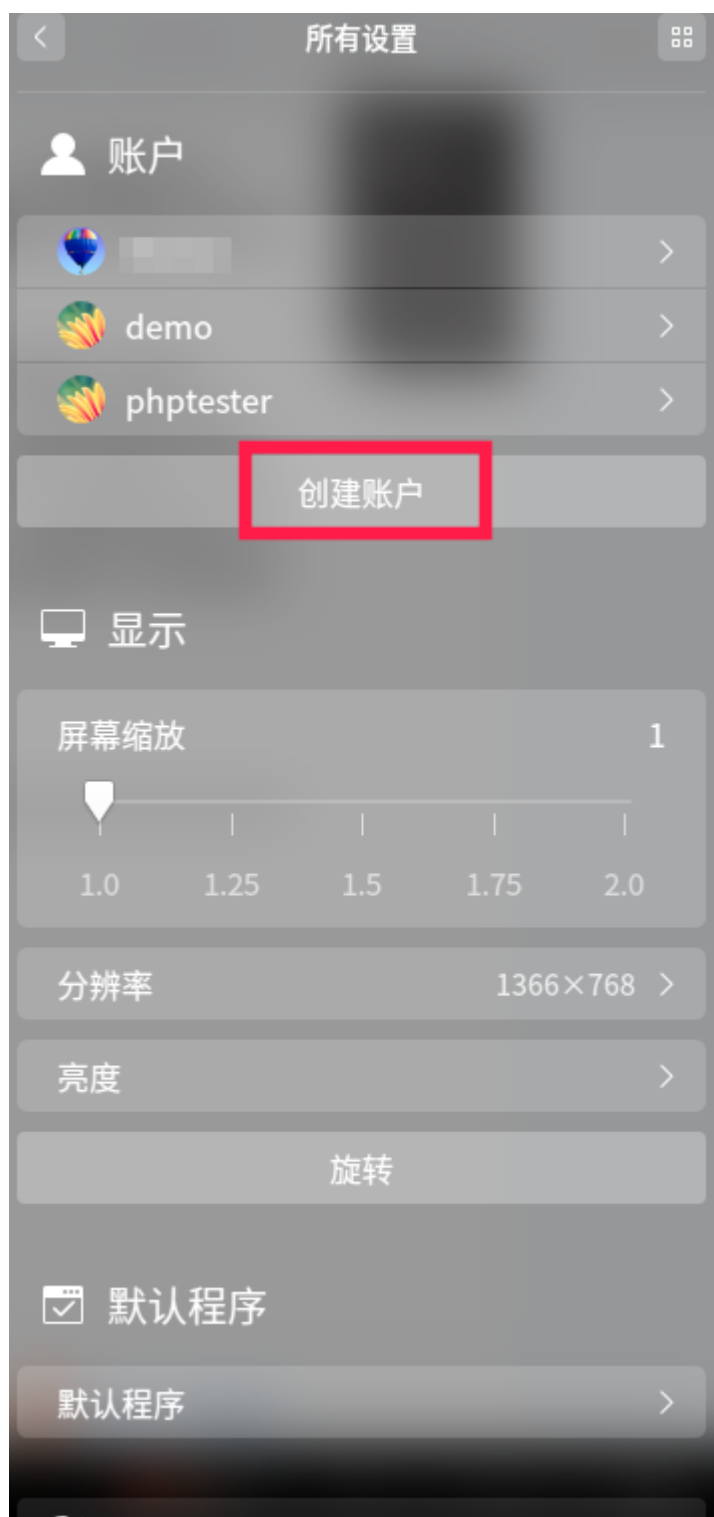 所有设置
账户
demo
phptester
创建账户
显示
屏幕缩放 1
1.0 1.25 1.5 1.75 2.0
分辨率 1366×768
亮度
旋转
默认程序
默认程序